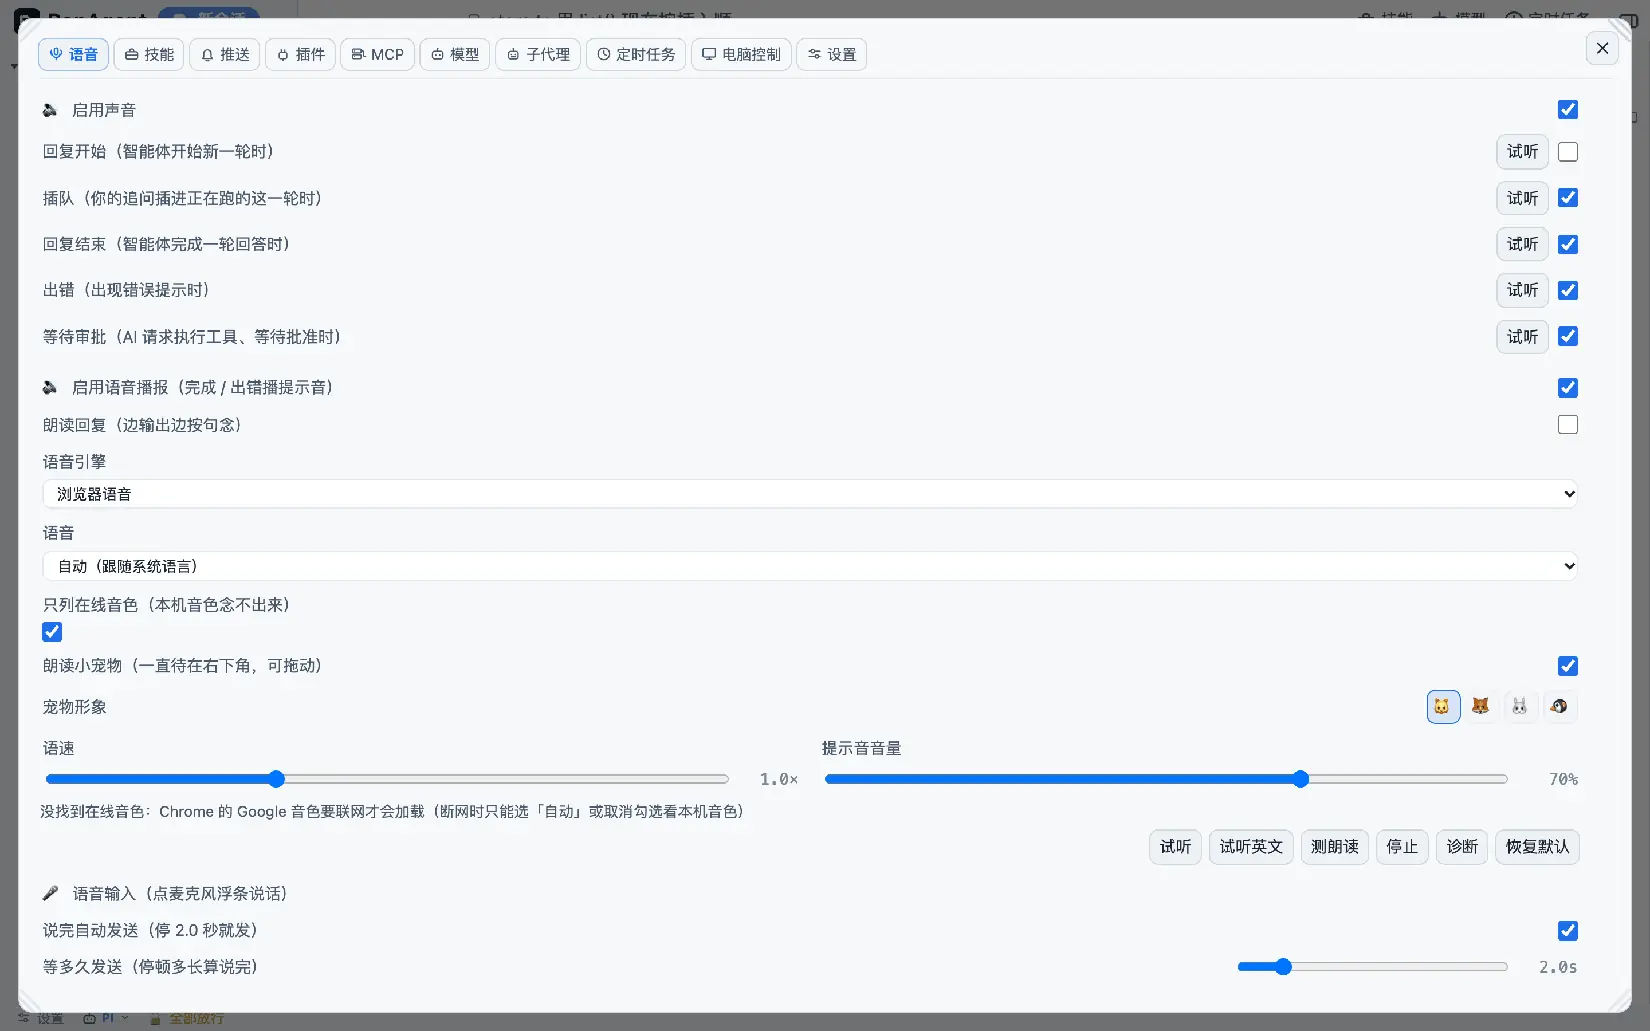 语音 技能 推送 插件 MCP 模型 子代理 定时任务 电脑控制 设置
启用声音
回复开始（智能体开始新一轮时） 试听
插队（你的追问插进正在跑的这一轮时） 试听
回复结束（智能体完成一轮回答时） 试听
出错（出现错误提示时） 试听
等待审批（AI 请求执行工具、等待批准时） 试听
启用语音播报（完成 / 出错播提示音）
朗读回复（边输出边按句念）
语音引擎
浏览器语音
语音
自动（跟随系统语言）
只列在线音色（本机音色念不出来）
朗读小宠物（一直待在右下角，可拖动）
宠物形象
语速 提示音音量
1.0× 70%
没找到在线音色：Chrome 的 Google 音色要联网才会加载（断网时只能选「自动」或取消勾选看本机音色）
试听 试听英文 测朗读 停止 诊断 恢复默认
语音输入（点麦克风浮条说话）
说完自动发送（停 2.0 秒就发）
等多久发送（停顿多长算说完） 2.0s
设置 PI 全部放行